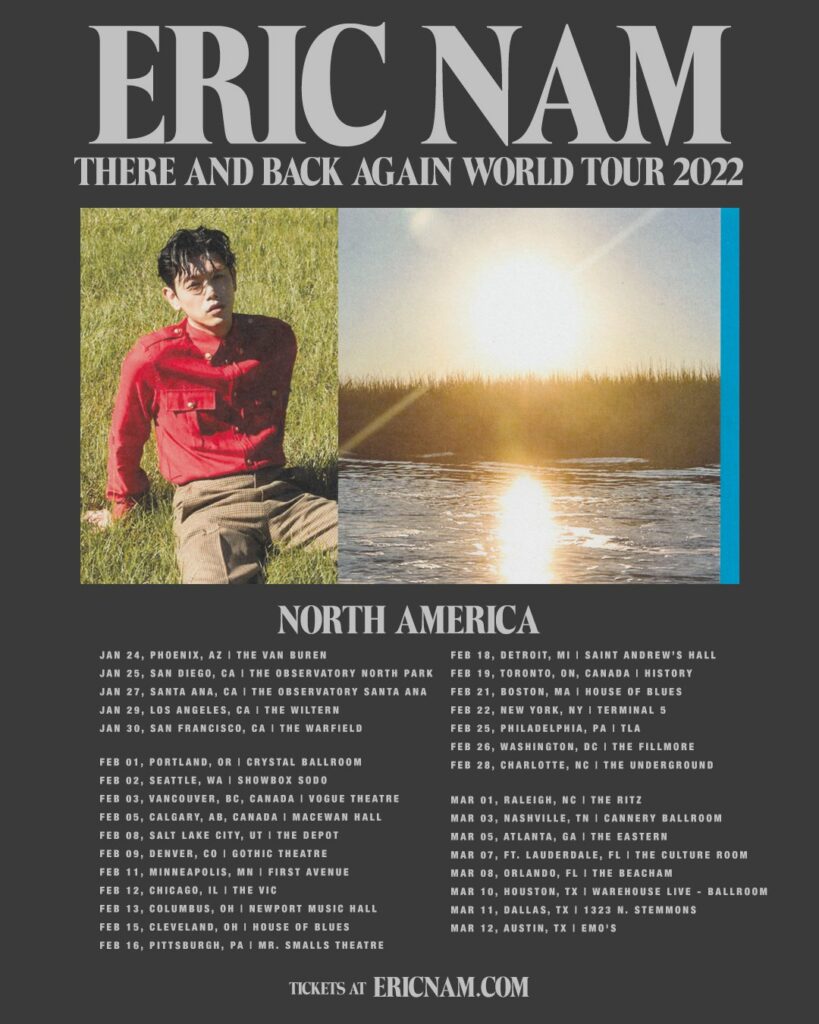 ERIC NAM
THERE AND BACK AGAIN WORLD TOUR 2022
NORTH AMERICA
JAN 24, PHOENIX, AZ | THE VAN BUREN
JAN 25, SAN DIEGO, CA | THE OBSERVATORY NORTH PARK
JAN 27, SANTA ANA, CA | THE OBSERVATORY SANTA ANA
JAN 29, LOS ANGELES, CA | THE WILTERN
JAN 30, SAN FRANCISCO, CA | THE WARFIELD
FEB 01, PORTLAND, OR | CRYSTAL BALLROOM
FEB 02, SEATTLE, WA | SHOWBOX SODO
FEB 03, VANCOUVER, BC, CANADA | VOGUE THEATRE
FEB 05, CALGARY, AB, CANADA | MACEWAN HALL
FEB 08, SALT LAKE CITY, UT | THE DEPOT
FEB 09, DENVER, CO | GOTHIC THEATRE
FEB 11, MINNEAPOLIS, MN | FIRST AVENUE
FEB 12, CHICAGO, IL | THE VIC
FEB 13, COLUMBUS, OH | NEWPORT MUSIC HALL
FEB 15, CLEVELAND, OH | HOUSE OF BLUES
FEB 16, PITTSBURGH, PA | MR. SMALLS THEATRE
FEB 18, DETROIT, MI | SAINT ANDREW'S HALL
FEB 19, TORONTO, ON, CANADA | HISTORY
FEB 21, BOSTON, MA | HOUSE OF BLUES
FEB 22, NEW YORK, NY | TERMINAL 5
FEB 25, PHILADELPHIA, PA | TLA
FEB 26, WASHINGTON, DC | THE FILLMORE
FEB 28, CHARLOTTE, NC | THE UNDERGROUND
MAR 01, RALEIGH, NC | THE RITZ
MAR 03, NASHVILLE, TN | CANNERY BALLROOM
MAR 05, ATLANTA, GA | THE EASTERN
MAR 07, FT. LAUDERDALE, FL | THE CULTURE ROOM
MAR 08, ORLANDO, FL | THE BEACHAM
MAR 10, HOUSTON, TX | WAREHOUSE LIVE - BALLROOM
MAR 11, DALLAS, TX | 1323 N. STEMMONS
MAR 12, AUSTIN, TX | EMO'S
TICKETS AT ERICNAM.COM